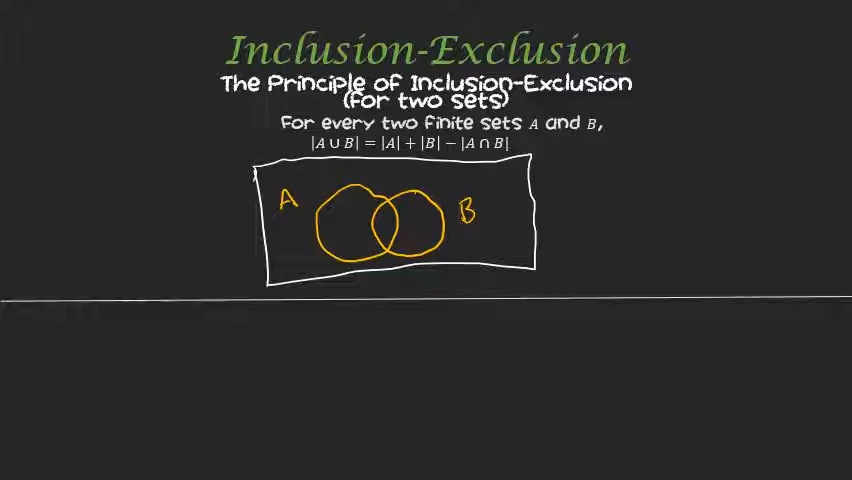 Inclusion-Exclusion
The Principle of Inclusion-Exclusion
(for two sets)
For every two finite sets A and B,
|A ∪ B| = |A| + |B| − |A ∩ B|
A
B